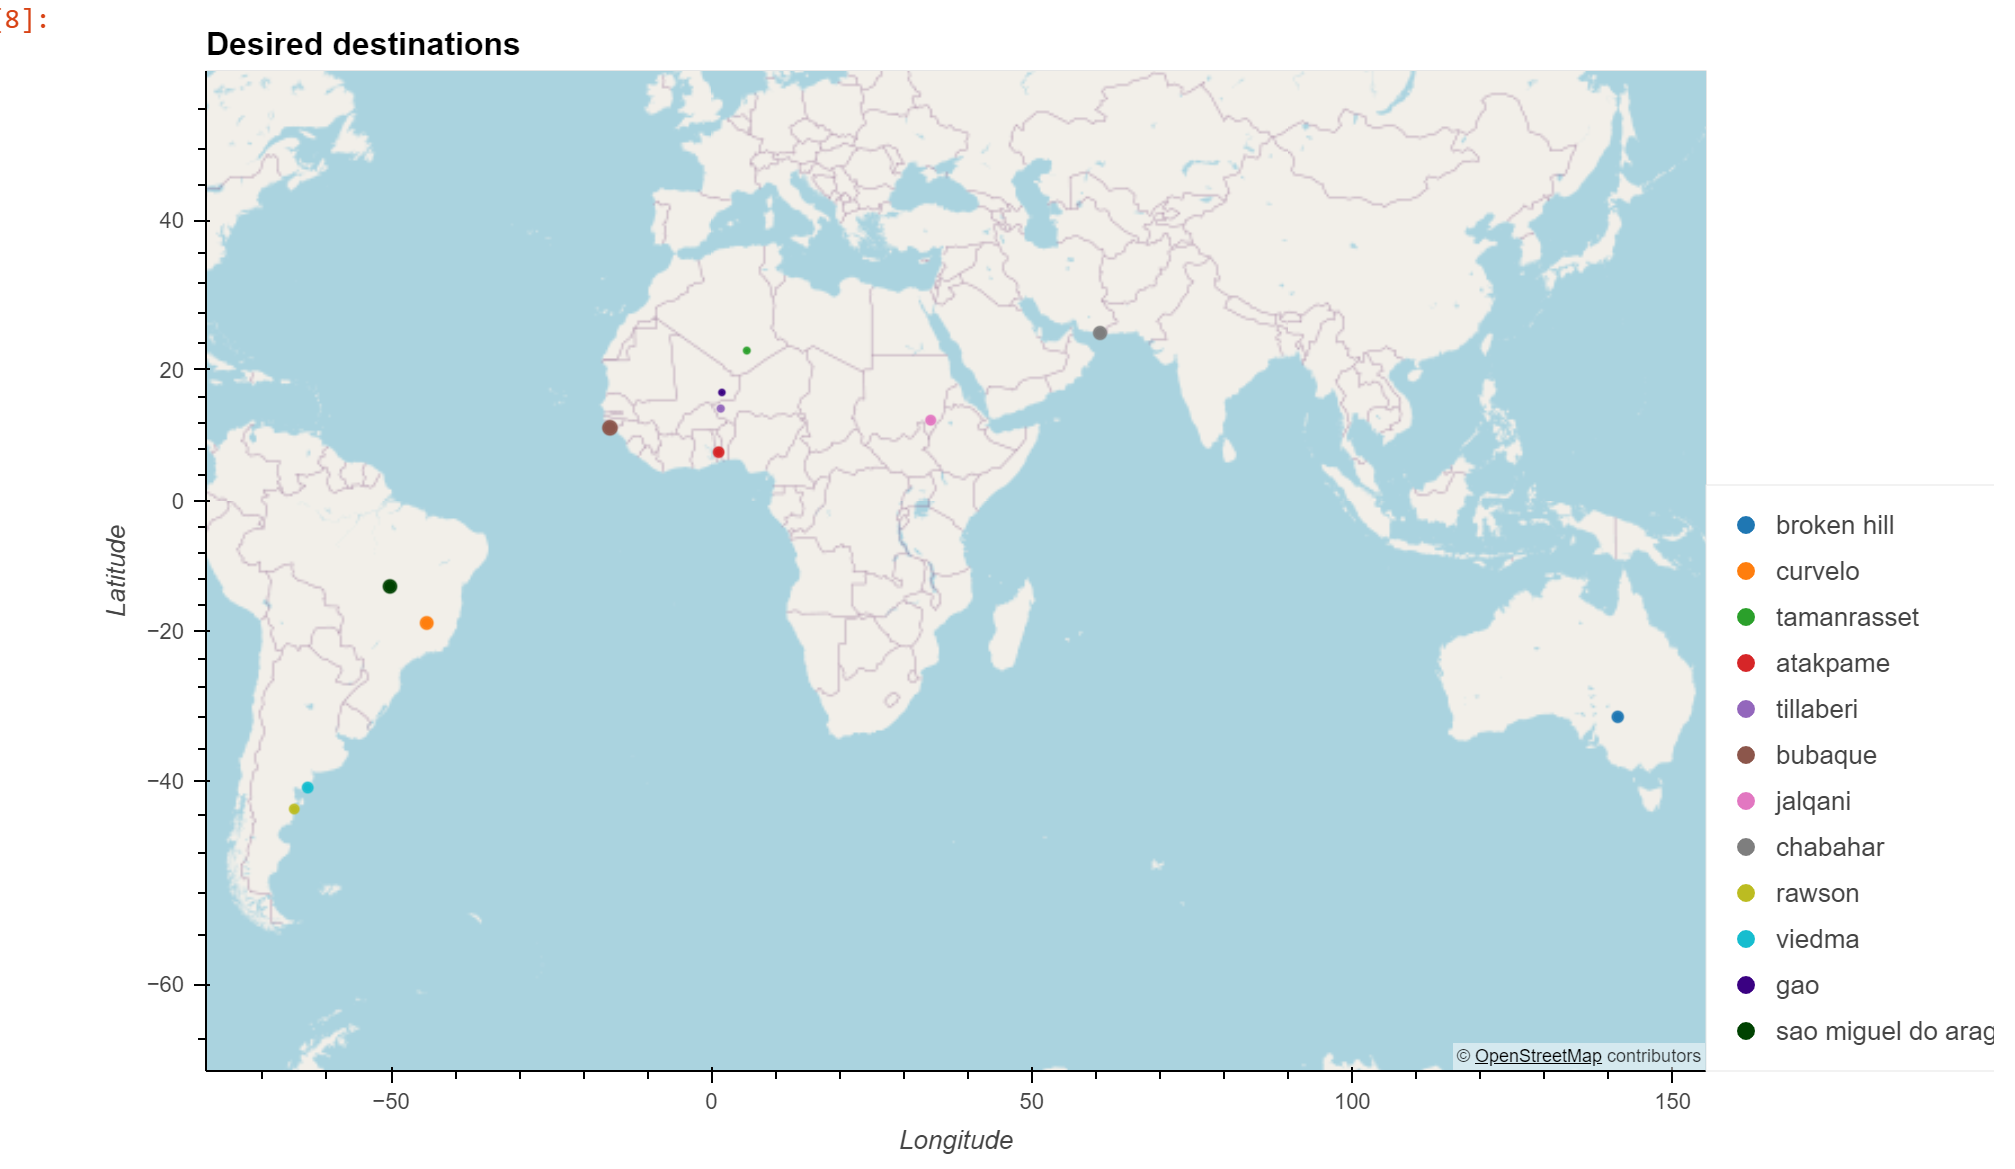 [8]:
Desired destinations
40
20
0
−20
−40
−60
Latitude
−50
0
50
100
150
Longitude
broken hill
curvelo
tamanrasset
atakpame
tillaberi
bubaque
jalqani
chabahar
rawson
viedma
gao
sao miguel do arag
© OpenStreetMap contributors